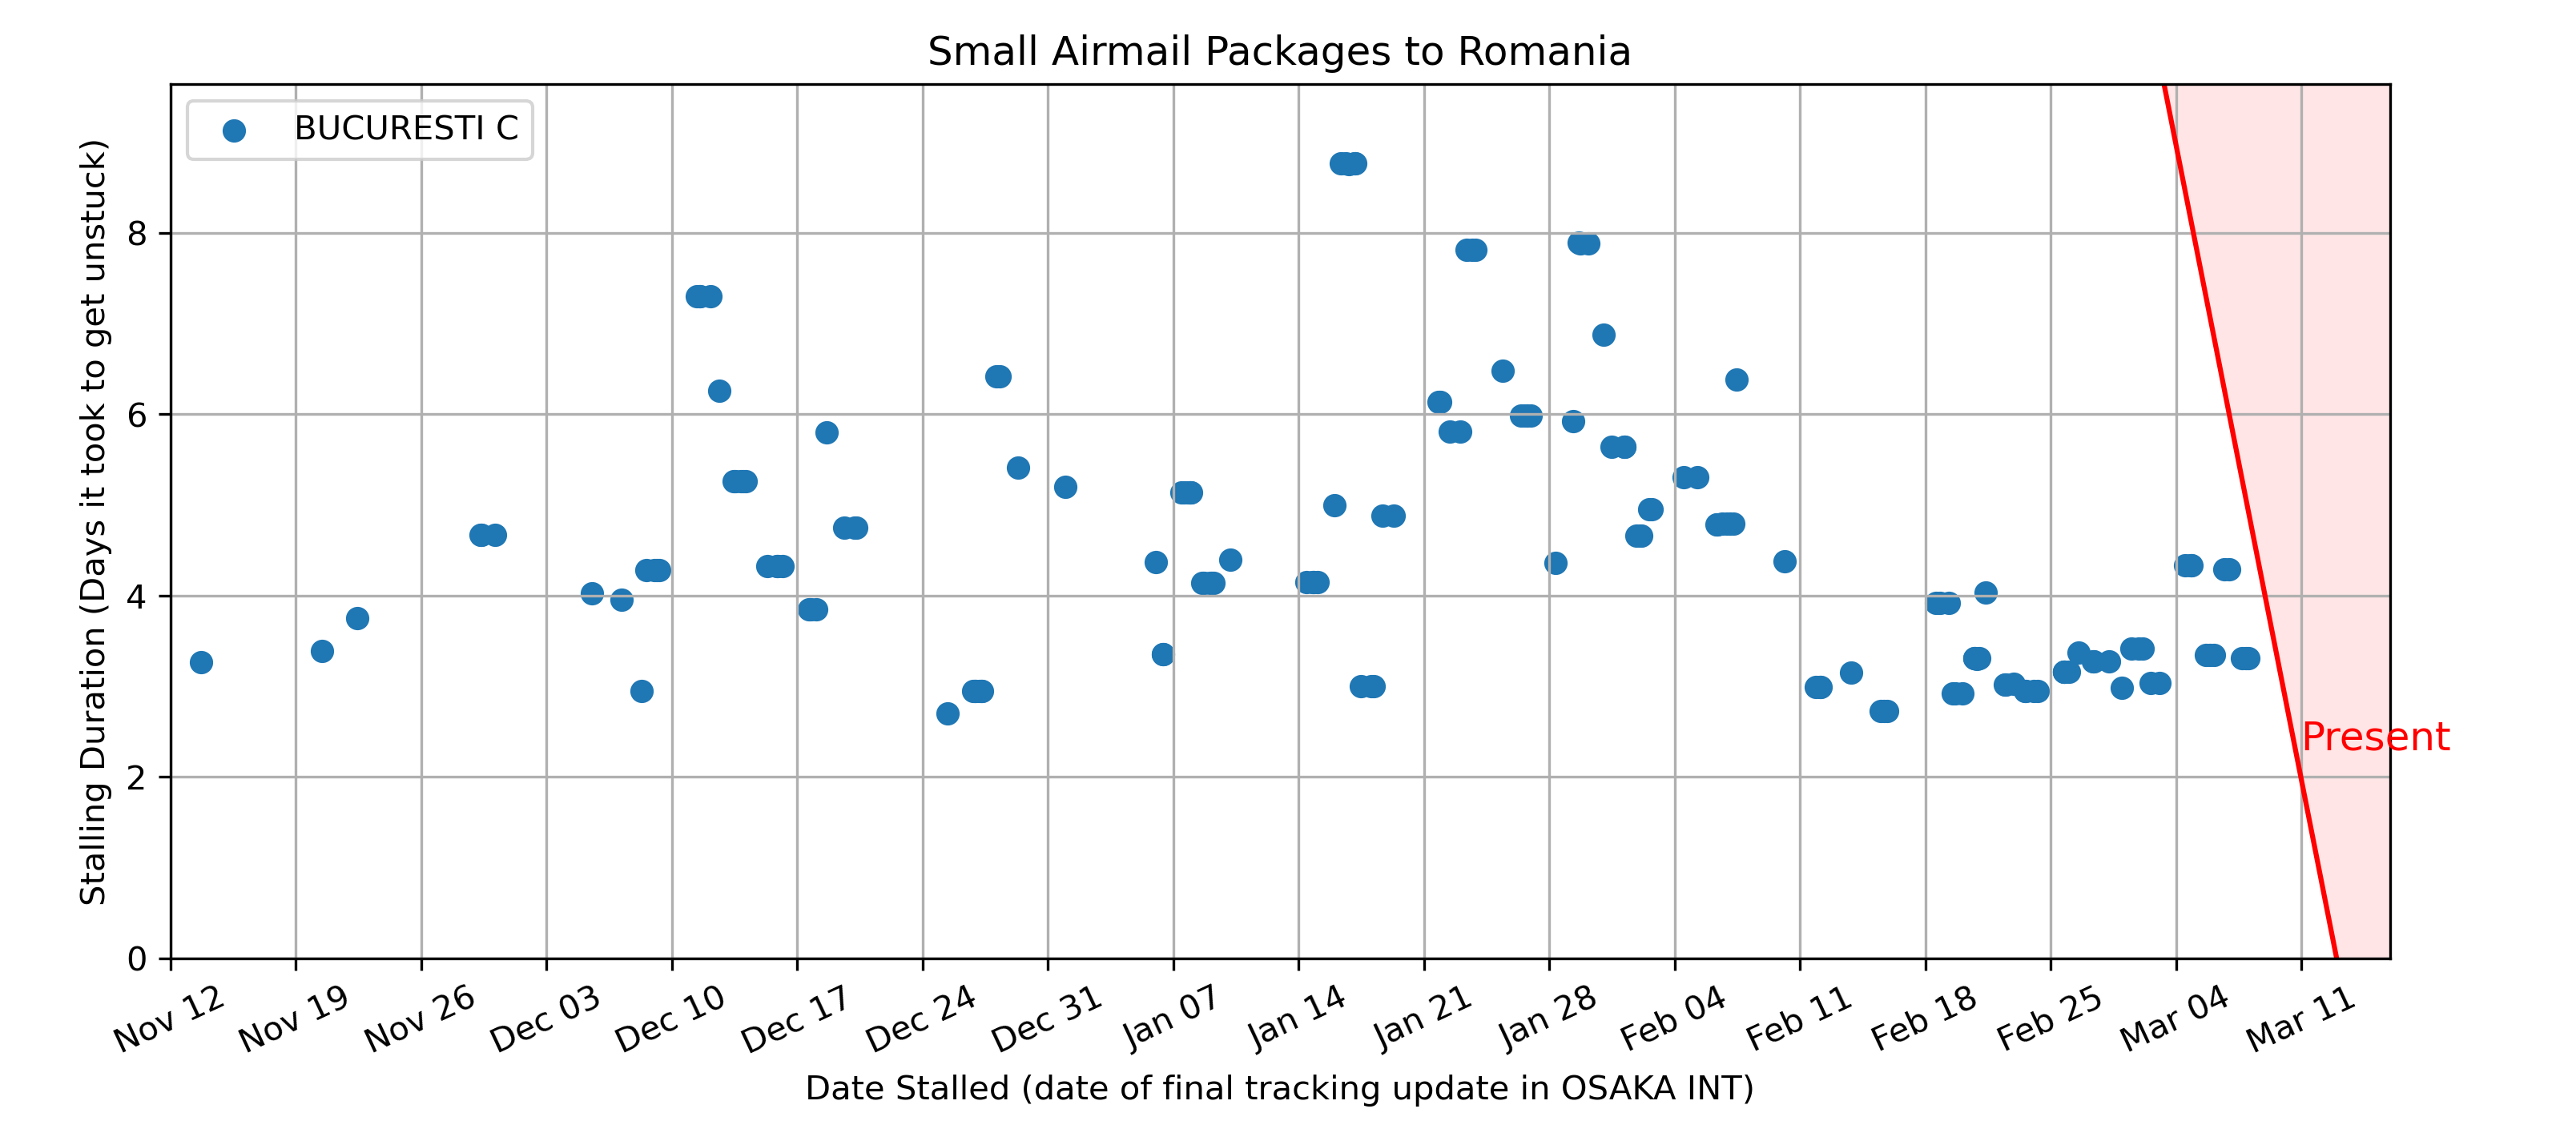 Small Airmail Packages to Romania
BUCURESTI C
Stalling Duration (Days it took to get unstuck)
8
6
4
2
0
Present
Nov 12
Nov 19
Nov 26
Dec 03
Dec 10
Dec 17
Dec 24
Dec 31
Jan 07
Jan 14
Jan 21
Jan 28
Feb 04
Feb 11
Feb 18
Feb 25
Mar 04
Mar 11
Date Stalled (date of final tracking update in OSAKA INT)